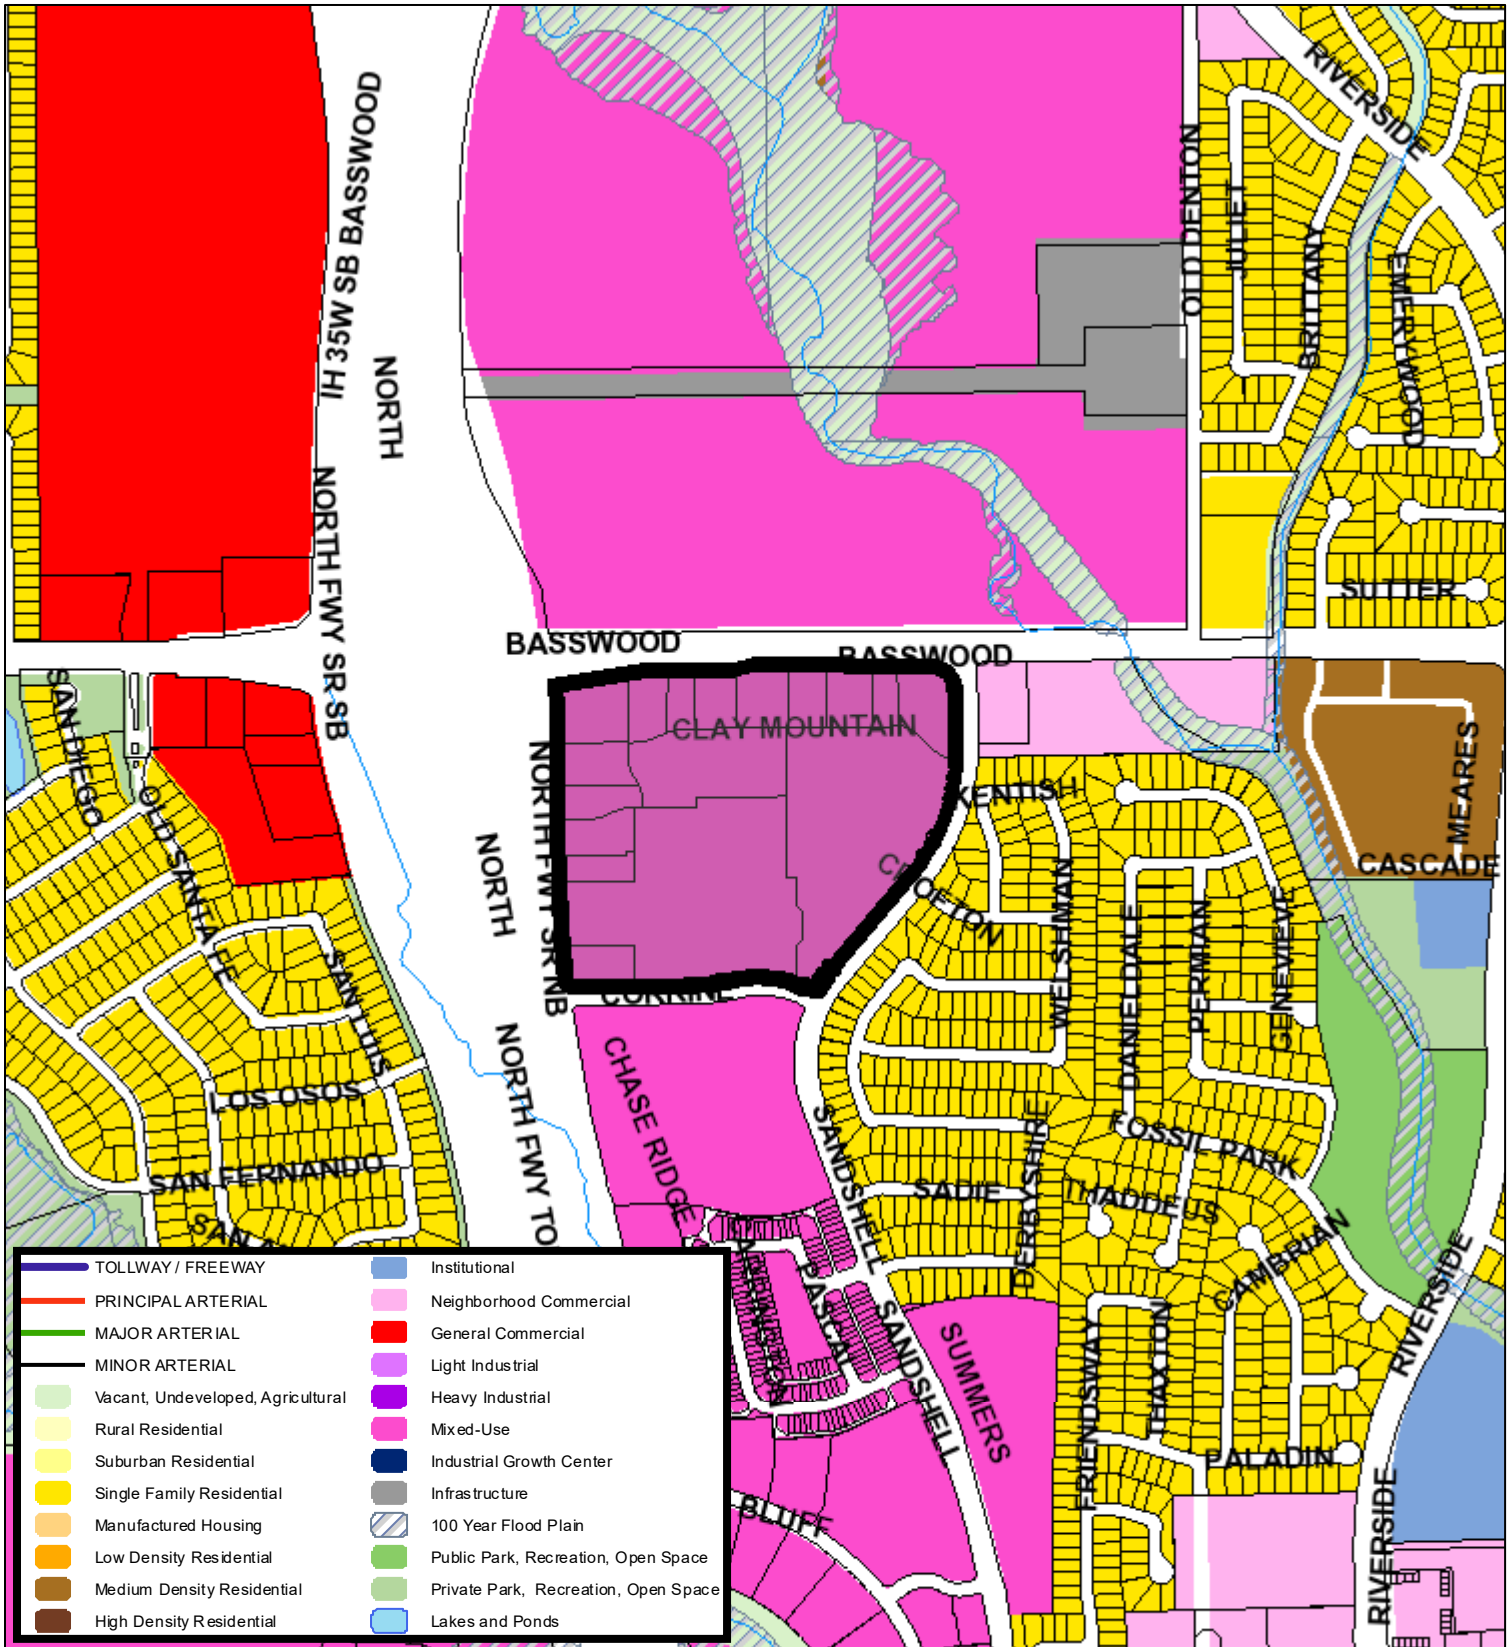 RIVERSIDE
IH 35W SB BASSWOOD
NORTH
OLD DENTON
JULIET
BRITTANY
EMERYWOOD
NORTH FWY SR SB
SUTTER
BASSWOOD
BASSWOOD
SAN DIEGO
CLAY MOUNTAIN
MEARES
OLD SANTA FE
NORTH FWY SR NB
NORTH
KENTISH
CROFTON
CASCADE
WELSHMAN
DANIELDALE
PERMIAN
GENEVIEVE
SAN LUIS
CORRINE
CHASE RIDGE
NORTH FWY TO
LOS OSOS
SAN FERNANDO
SANDSHELL
SADIE
DERBYSHIRE
FOSSIL PARK
THADDEUS
CAMBRIAN
RIVERSIDE
PASCAL
SANDSHELL
SUMMERS
FRIENDSWAY
THAXTON
PALADIN
BLUFF
RIVERSIDE
TOLLWAY / FREEWAY
PRINCIPAL ARTERIAL
MAJOR ARTERIAL
MINOR ARTERIAL
Vacant, Undeveloped, Agricultural
Rural Residential
Suburban Residential
Single Family Residential
Manufactured Housing
Low Density Residential
Medium Density Residential
High Density Residential
Institutional
Neighborhood Commercial
General Commercial
Light Industrial
Heavy Industrial
Mixed-Use
Industrial Growth Center
Infrastructure
100 Year Flood Plain
Public Park, Recreation, Open Space
Private Park, Recreation, Open Space
Lakes and Ponds